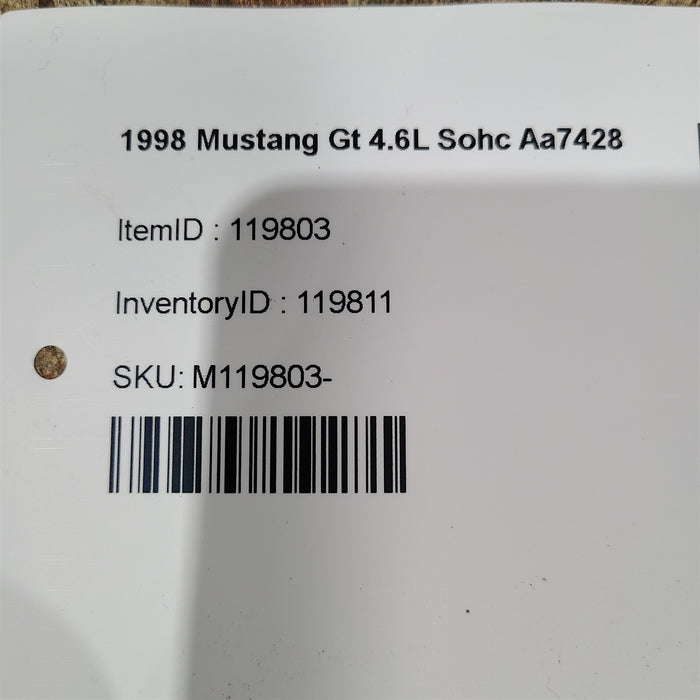 1998 Mustang Gt 4.6L Sohc Aa7428
ItemID : 119803
InventoryID : 119811
SKU: M119803-